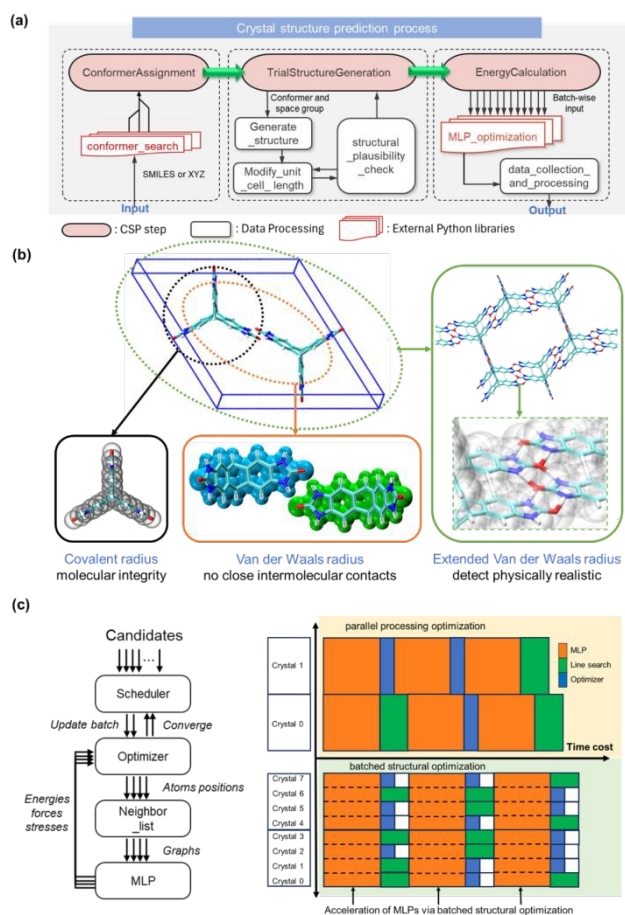 (a)
Crystal structure prediction process
ConformerAssignment
TrialStructureGeneration
EnergyCalculation
conformer_search
SMILES or XYZ
Input
Conformer and
space group
Generate
_structure
Modify_unit
_cell_length
structural
_plausibility
_check
Batch-wise
input
MLP_optimization
data_collection_
and_processing
Output
: CSP step
: Data Processing
: External Python libraries
(b)
Covalent radius
molecular integrity
Van der Waals radius
no close intermolecular contacts
Extended Van der Waals radius
detect physically realistic
(c)
Candidates
...
Scheduler
Update batch
Converge
Optimizer
Energies
forces
stresses
Atoms positions
Neighbor
_list
Graphs
MLP
parallel processing optimization
MLP
Line search
Optimizer
Crystal 1
Crystal 0
Time cost
batched structural optimization
Crystal 7
Crystal 6
Crystal 5
Crystal 4
Crystal 3
Crystal 2
Crystal 1
Crystal 0
Acceleration of MLPs via batched structural optimization